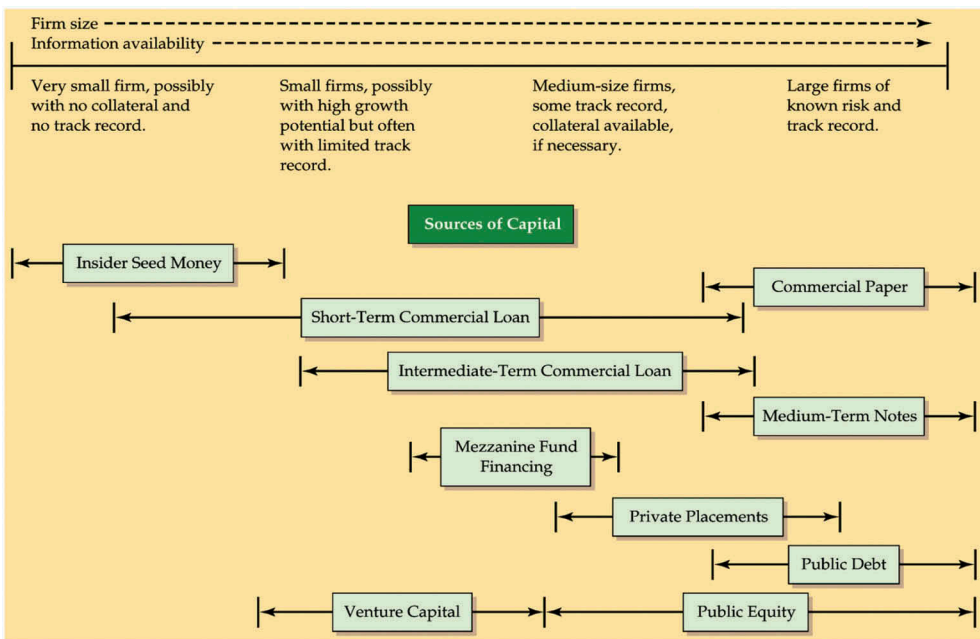 Firm size
Information availability
Very small firm, possibly
with no collateral and
no track record.
Small firms, possibly
with high growth
potential but often
with limited track
record.
Medium-size firms,
some track record,
collateral available,
if necessary.
Large firms of
known risk and
track record.
Sources of Capital
Insider Seed Money
Commercial Paper
Short-Term Commercial Loan
Intermediate-Term Commercial Loan
Medium-Term Notes
Mezzanine Fund
Financing
Private Placements
Public Debt
Venture Capital
Public Equity